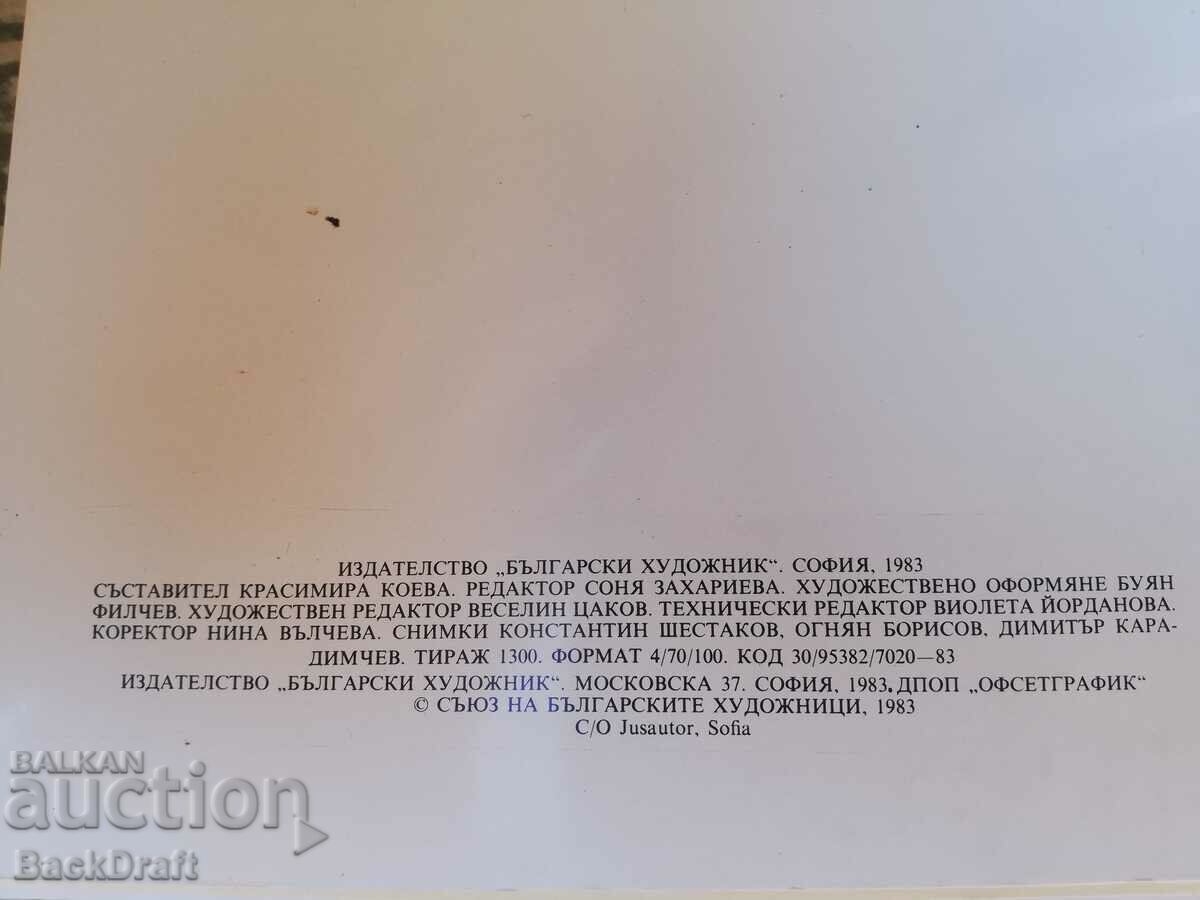 ИЗДАТЕЛСТВО „БЪЛГАРСКИ ХУДОЖНИК“. СОФИЯ, 1983
СЪСТАВИТЕЛ КРАСИМИРА КОЕВА. РЕДАКТОР СОНЯ ЗАХАРИЕВА. ХУДОЖЕСТВЕНО ОФОРМЯНЕ БУЯН
ФИЛЧЕВ. ХУДОЖЕСТВЕН РЕДАКТОР ВЕСЕЛИН ЦАКОВ. ТЕХНИЧЕСКИ РЕДАКТОР ВИОЛЕТА ЙОРДАНОВА.
КОРЕКТОР НИНА ВЪЛЧЕВА. СНИМКИ КОНСТАНТИН ШЕСТАКОВ, ОГНЯН БОРИСОВ, ДИМИТЪР КАРА-
ДИМЧЕВ. ТИРАЖ 1300. ФОРМАТ 4/70/100. КОД 30/95382/7020—83
ИЗДАТЕЛСТВО „БЪЛГАРСКИ ХУДОЖНИК“. МОСКОВСКА 37. СОФИЯ, 1983. ДПОП „ОФСЕТГРАФИК“
© СЪЮЗ НА БЪЛГАРСКИТЕ ХУДОЖНИЦИ, 1983
C/O Jusautor, Sofia
BALKAN
auction
BackDraft